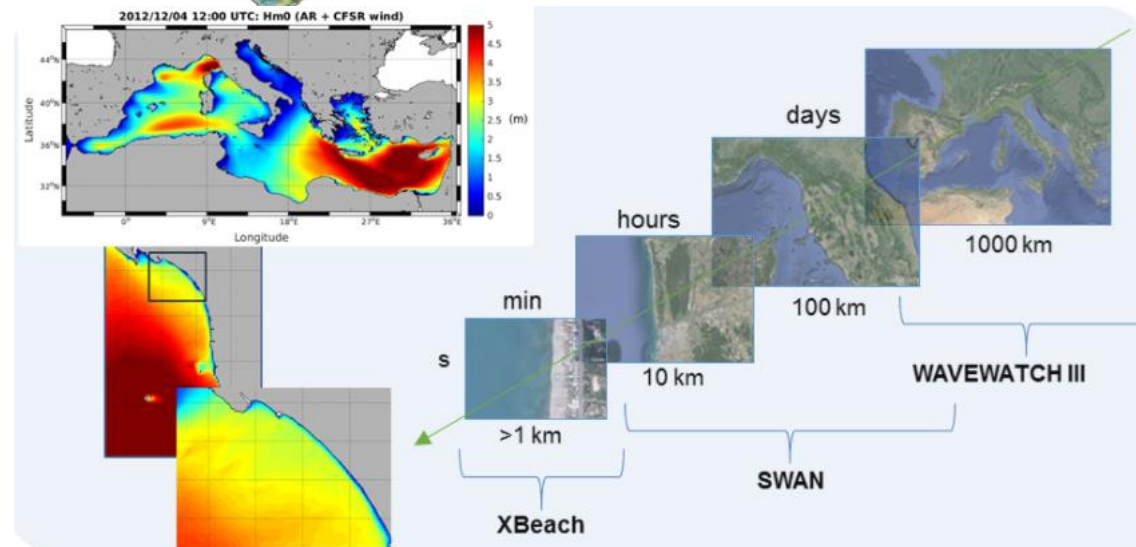 2012/12/04 12:00 UTC: Hm0 (AR + CFSR wind)
5
4.5
4
3.5
3
2.5
2
1.5
1
0.5
0
(m)
44°N
40°N
36°N
32°N
Latitude
0°
9°E
18°E
27°E
36°E
Longitude
days
1000 km
hours
100 km
WAVEWATCH III
min
10 km
s
>1 km
SWAN
XBeach